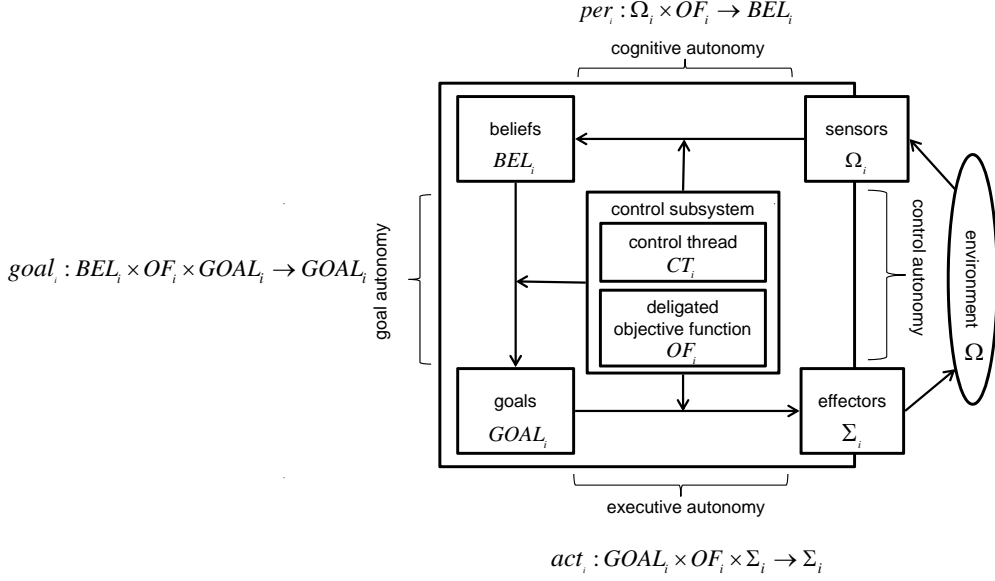 per_i : Ω_i × OF_i → BEL_i
cognitive autonomy
beliefs
BEL_i
sensors
Ω_i
control subsystem
control thread
CT_i
deligated
objective function
OF_i
goal_i : BEL_i × OF_i × GOAL_i → GOAL_i
goal autonomy
control autonomy
environment
Ω
goals
GOAL_i
effectors
Σ_i
executive autonomy
act_i : GOAL_i × OF_i × Σ_i → Σ_i